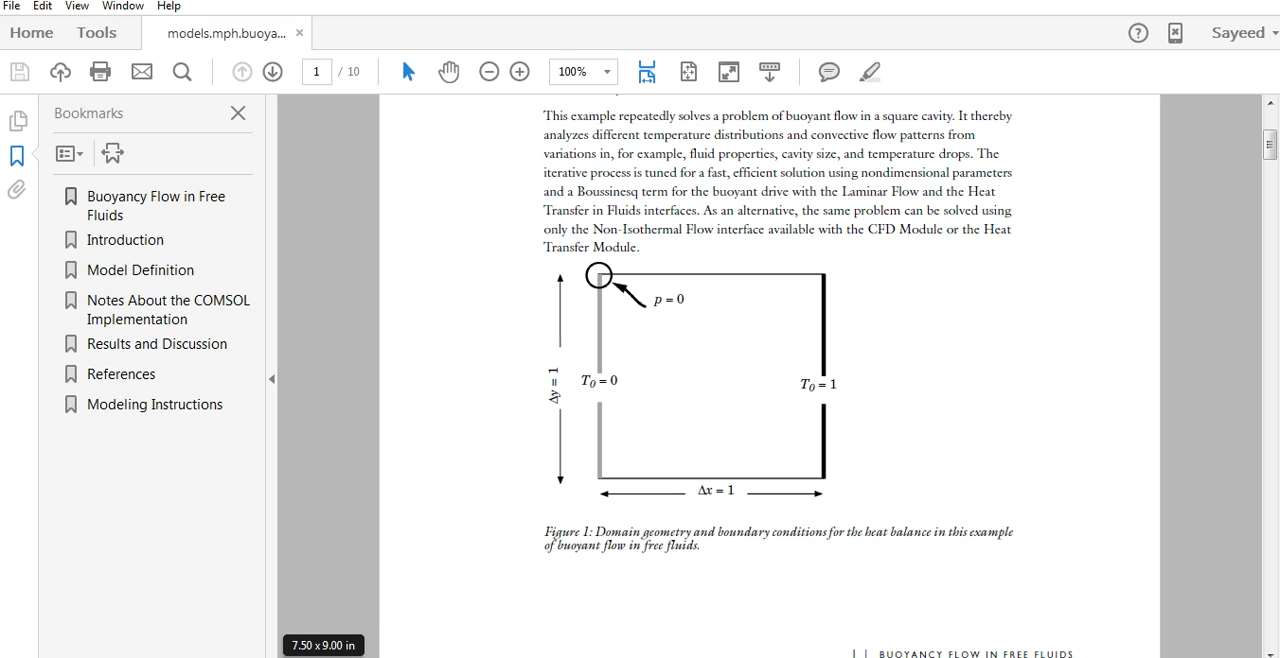 File Edit View Window Help
Home Tools models.mph.buoya... × Sayeed
1 / 10 100%
Bookmarks
Buoyancy Flow in Free
Fluids
Introduction
Model Definition
Notes About the COMSOL
Implementation
Results and Discussion
References
Modeling Instructions
This example repeatedly solves a problem of buoyant flow in a square cavity. It thereby
analyzes different temperature distributions and convective flow patterns from
variations in, for example, fluid properties, cavity size, and temperature drops. The
iterative process is tuned for a fast, efficient solution using nondimensional parameters
and a Boussinesq term for the buoyant drive with the Laminar Flow and the Heat
Transfer in Fluids interfaces. As an alternative, the same problem can be solved using
only the Non-Isothermal Flow interface available with the CFD Module or the Heat
Transfer Module.
p = 0
Δy = 1
T0 = 0
T0 = 1
Δx = 1
Figure 1: Domain geometry and boundary conditions for the heat balance in this example
of buoyant flow in free fluids.
7.50 x 9.00 in
1 | BUOYANCY FLOW IN FREE FLUIDS